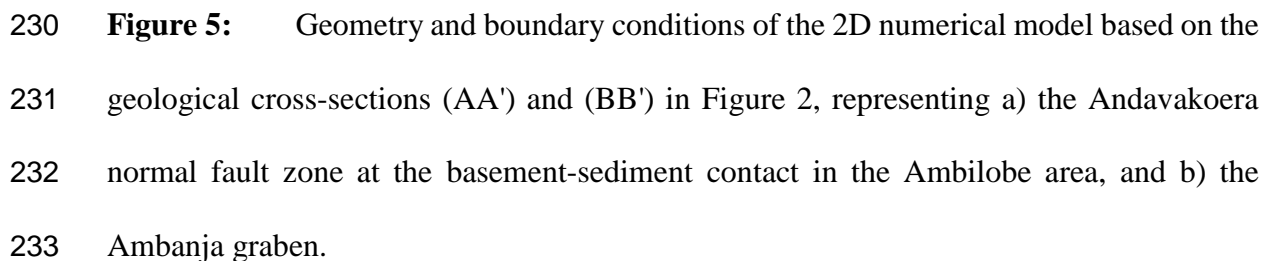 230 Figure 5: Geometry and boundary conditions of the 2D numerical model based on the
231 geological cross-sections (AA') and (BB') in Figure 2, representing a) the Andavakoera
232 normal fault zone at the basement-sediment contact in the Ambilobe area, and b) the
233 Ambanja graben.